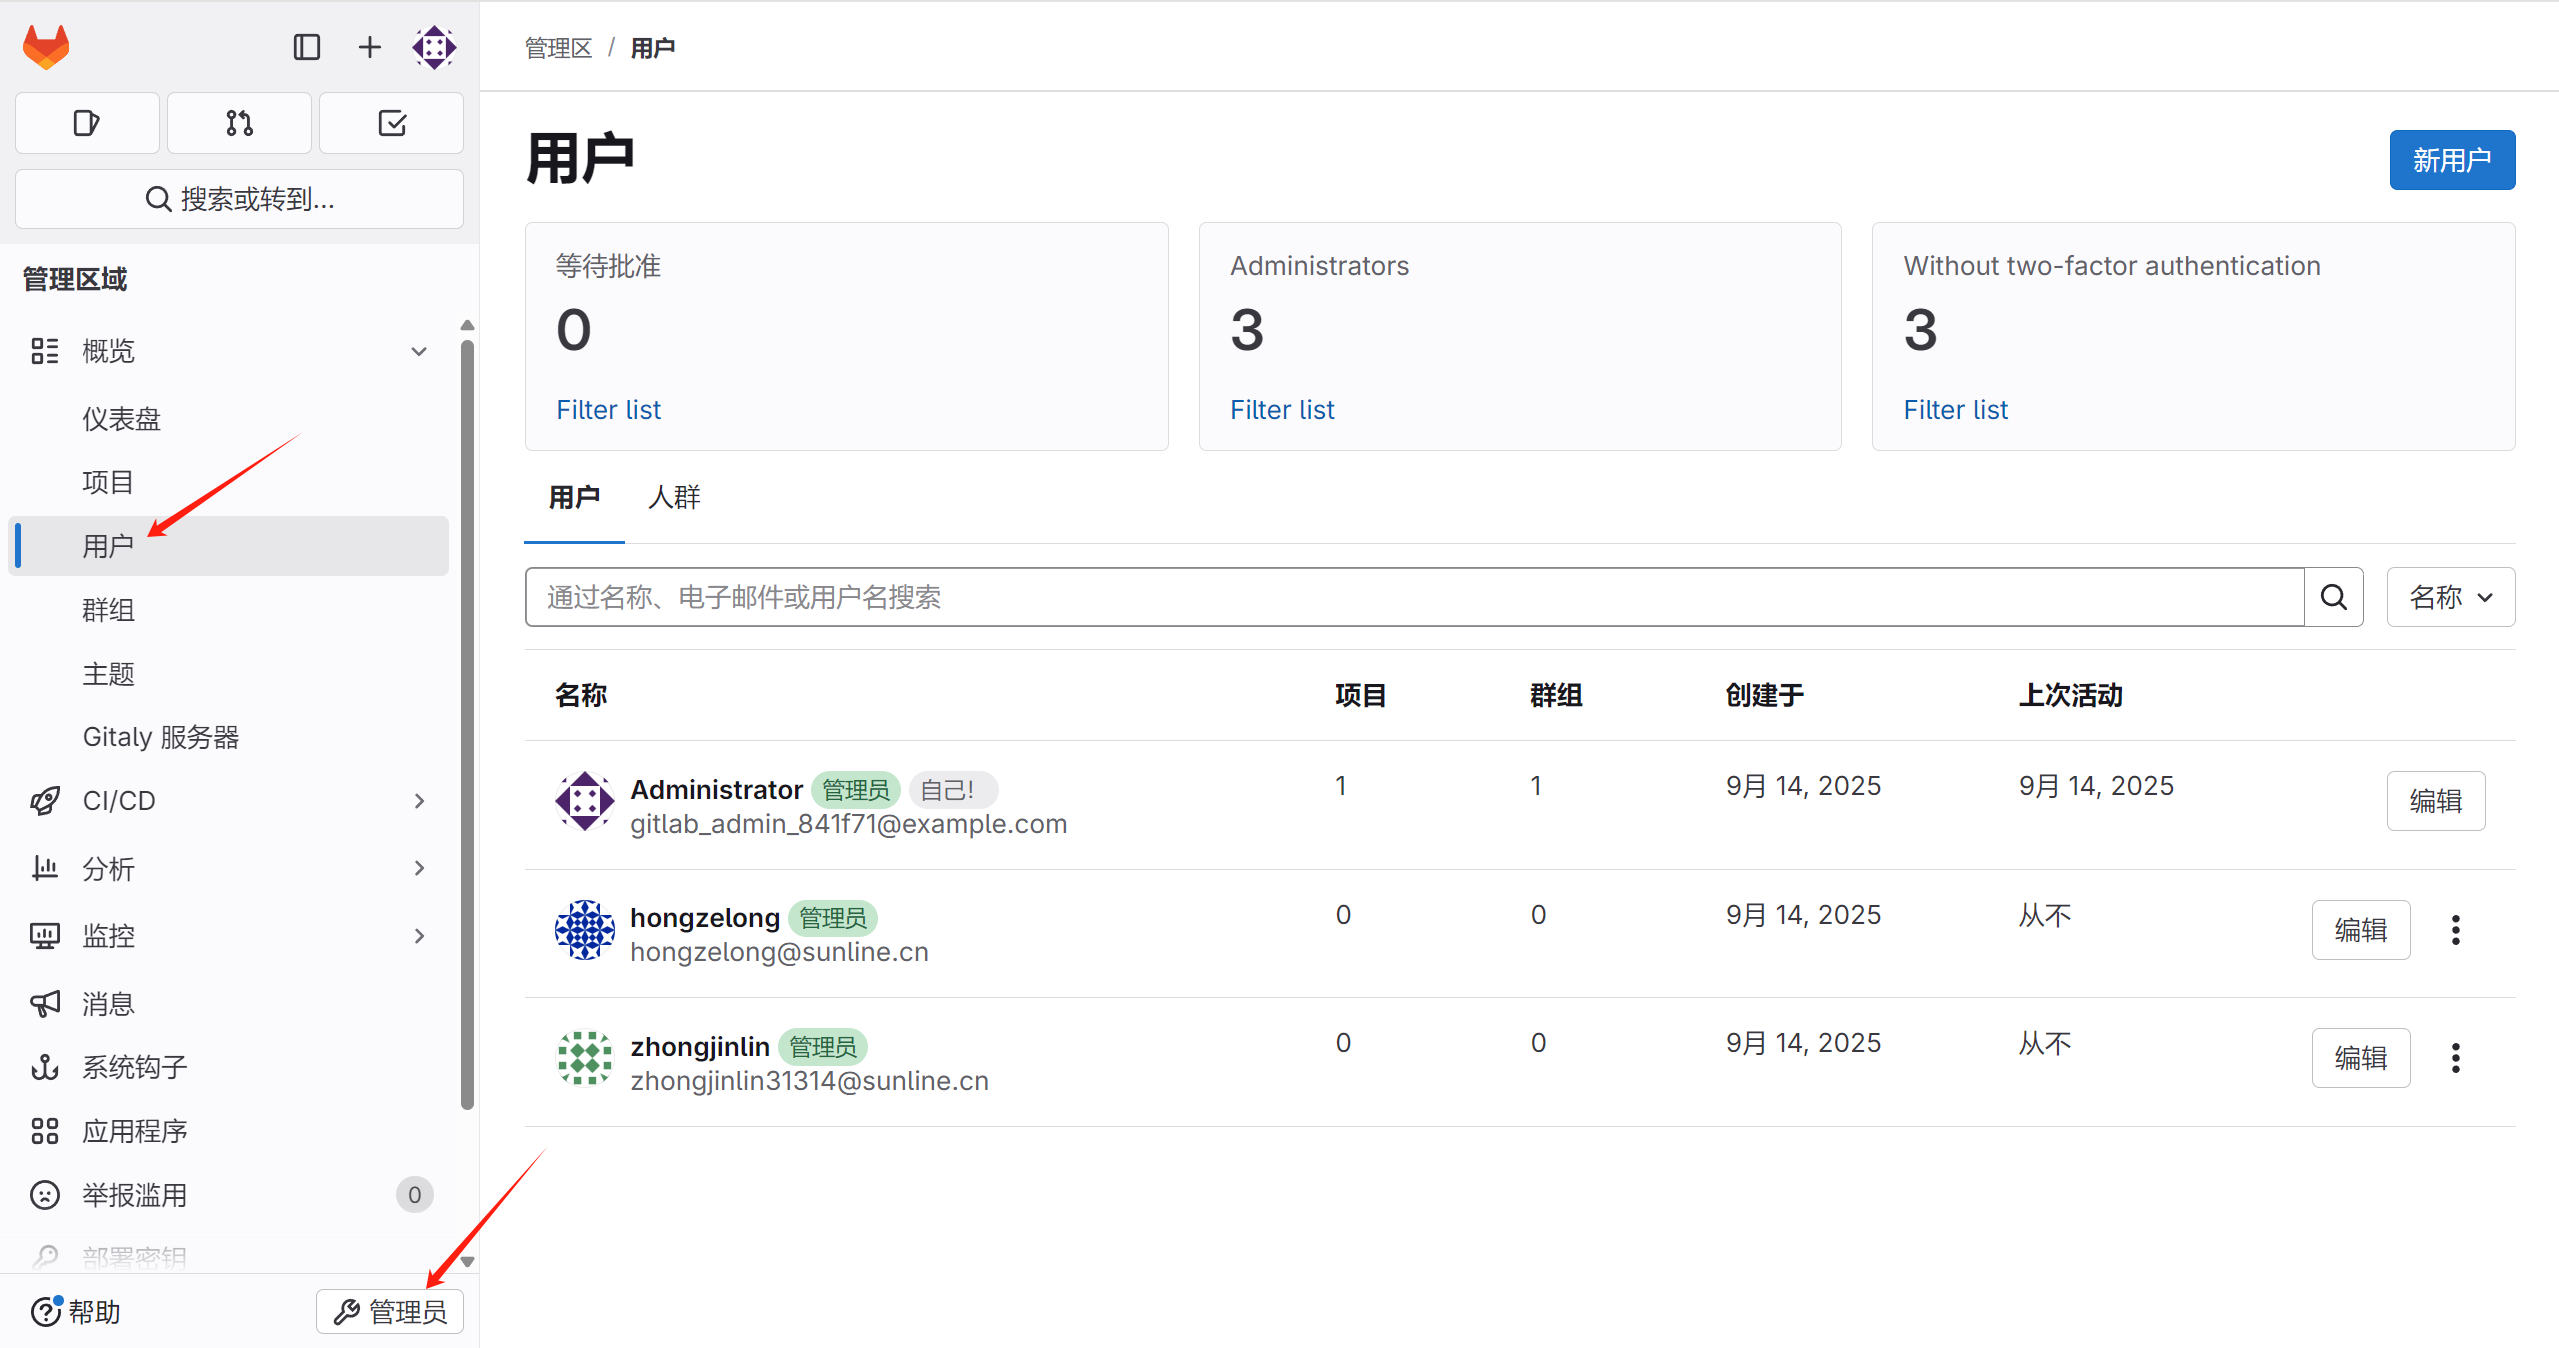 搜索或转到...
管理区域
概览
仪表盘
项目
用户
群组
主题
Gitaly 服务器
CI/CD
分析
监控
消息
系统钩子
应用程序
举报滥用 0
部署密钥
帮助
管理员
管理区 / 用户
用户
新用户
等待批准
0
Filter list
Administrators
3
Filter list
Without two-factor authentication
3
Filter list
用户 人群
通过名称、电子邮件或用户名搜索
名称
名称 项目 群组 创建于 上次活动
Administrator 管理员 自己! 1 1 9月 14, 2025 9月 14, 2025 编辑
gitlab_admin_841f71@example.com
hongzelong 管理员 0 0 9月 14, 2025 从不 编辑
hongzelong@sunline.cn
zhongjinlin 管理员 0 0 9月 14, 2025 从不 编辑
zhongjinlin31314@sunline.cn